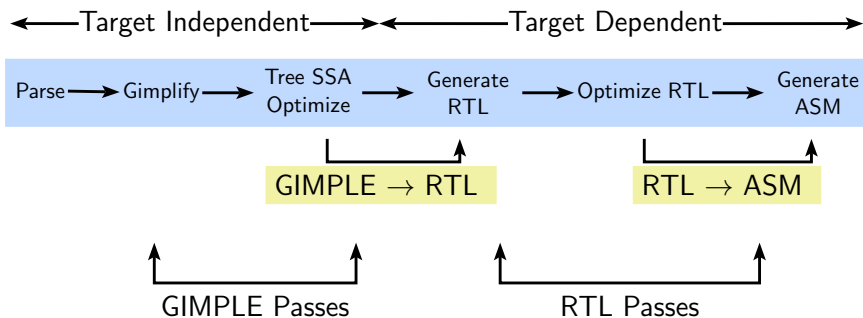 Target Independent Target Dependent
Parse Gimplify Tree SSA Optimize Generate RTL Optimize RTL Generate ASM
GIMPLE → RTL RTL → ASM
GIMPLE Passes RTL Passes